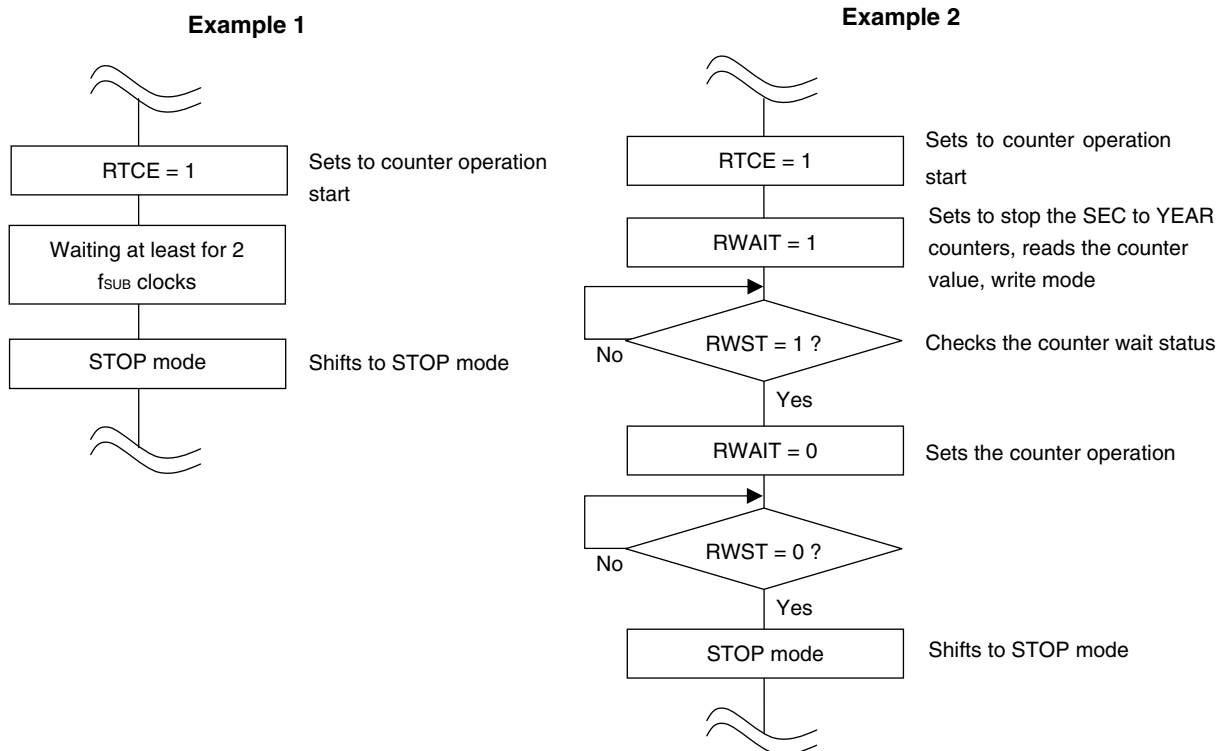 Example 1
RTCE = 1
Sets to counter operation
start
Waiting at least for 2
fSUB clocks
STOP mode
Shifts to STOP mode
Example 2
RTCE = 1
Sets to counter operation
start
RWAIT = 1
Sets to stop the SEC to YEAR
counters, reads the counter
value, write mode
RWST = 1 ?
No
Checks the counter wait status
Yes
RWAIT = 0
Sets the counter operation
RWST = 0 ?
No
Yes
STOP mode
Shifts to STOP mode